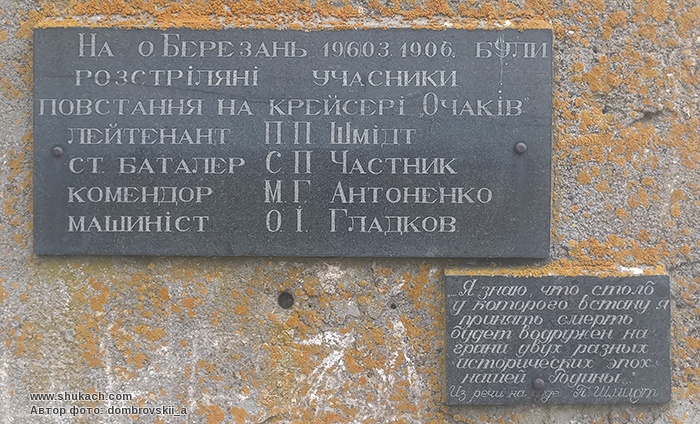 На о Березань 19(6)03.1906. були
розстріляні учасники
повстання на крейсері „Очаків"
лейтенант П П Шмідт
ст. баталер С П Частник
комендор М.Г. Антоненко
машиніст О І Гладков
„Я знаю, что столб
у которого встану я
принять смерть
будет водружен на
грани двух разных
исторических эпох
нашей Родины."
Из речи на П. Шмидт
www.shukach.com
Автор фото: dombrovskii_a